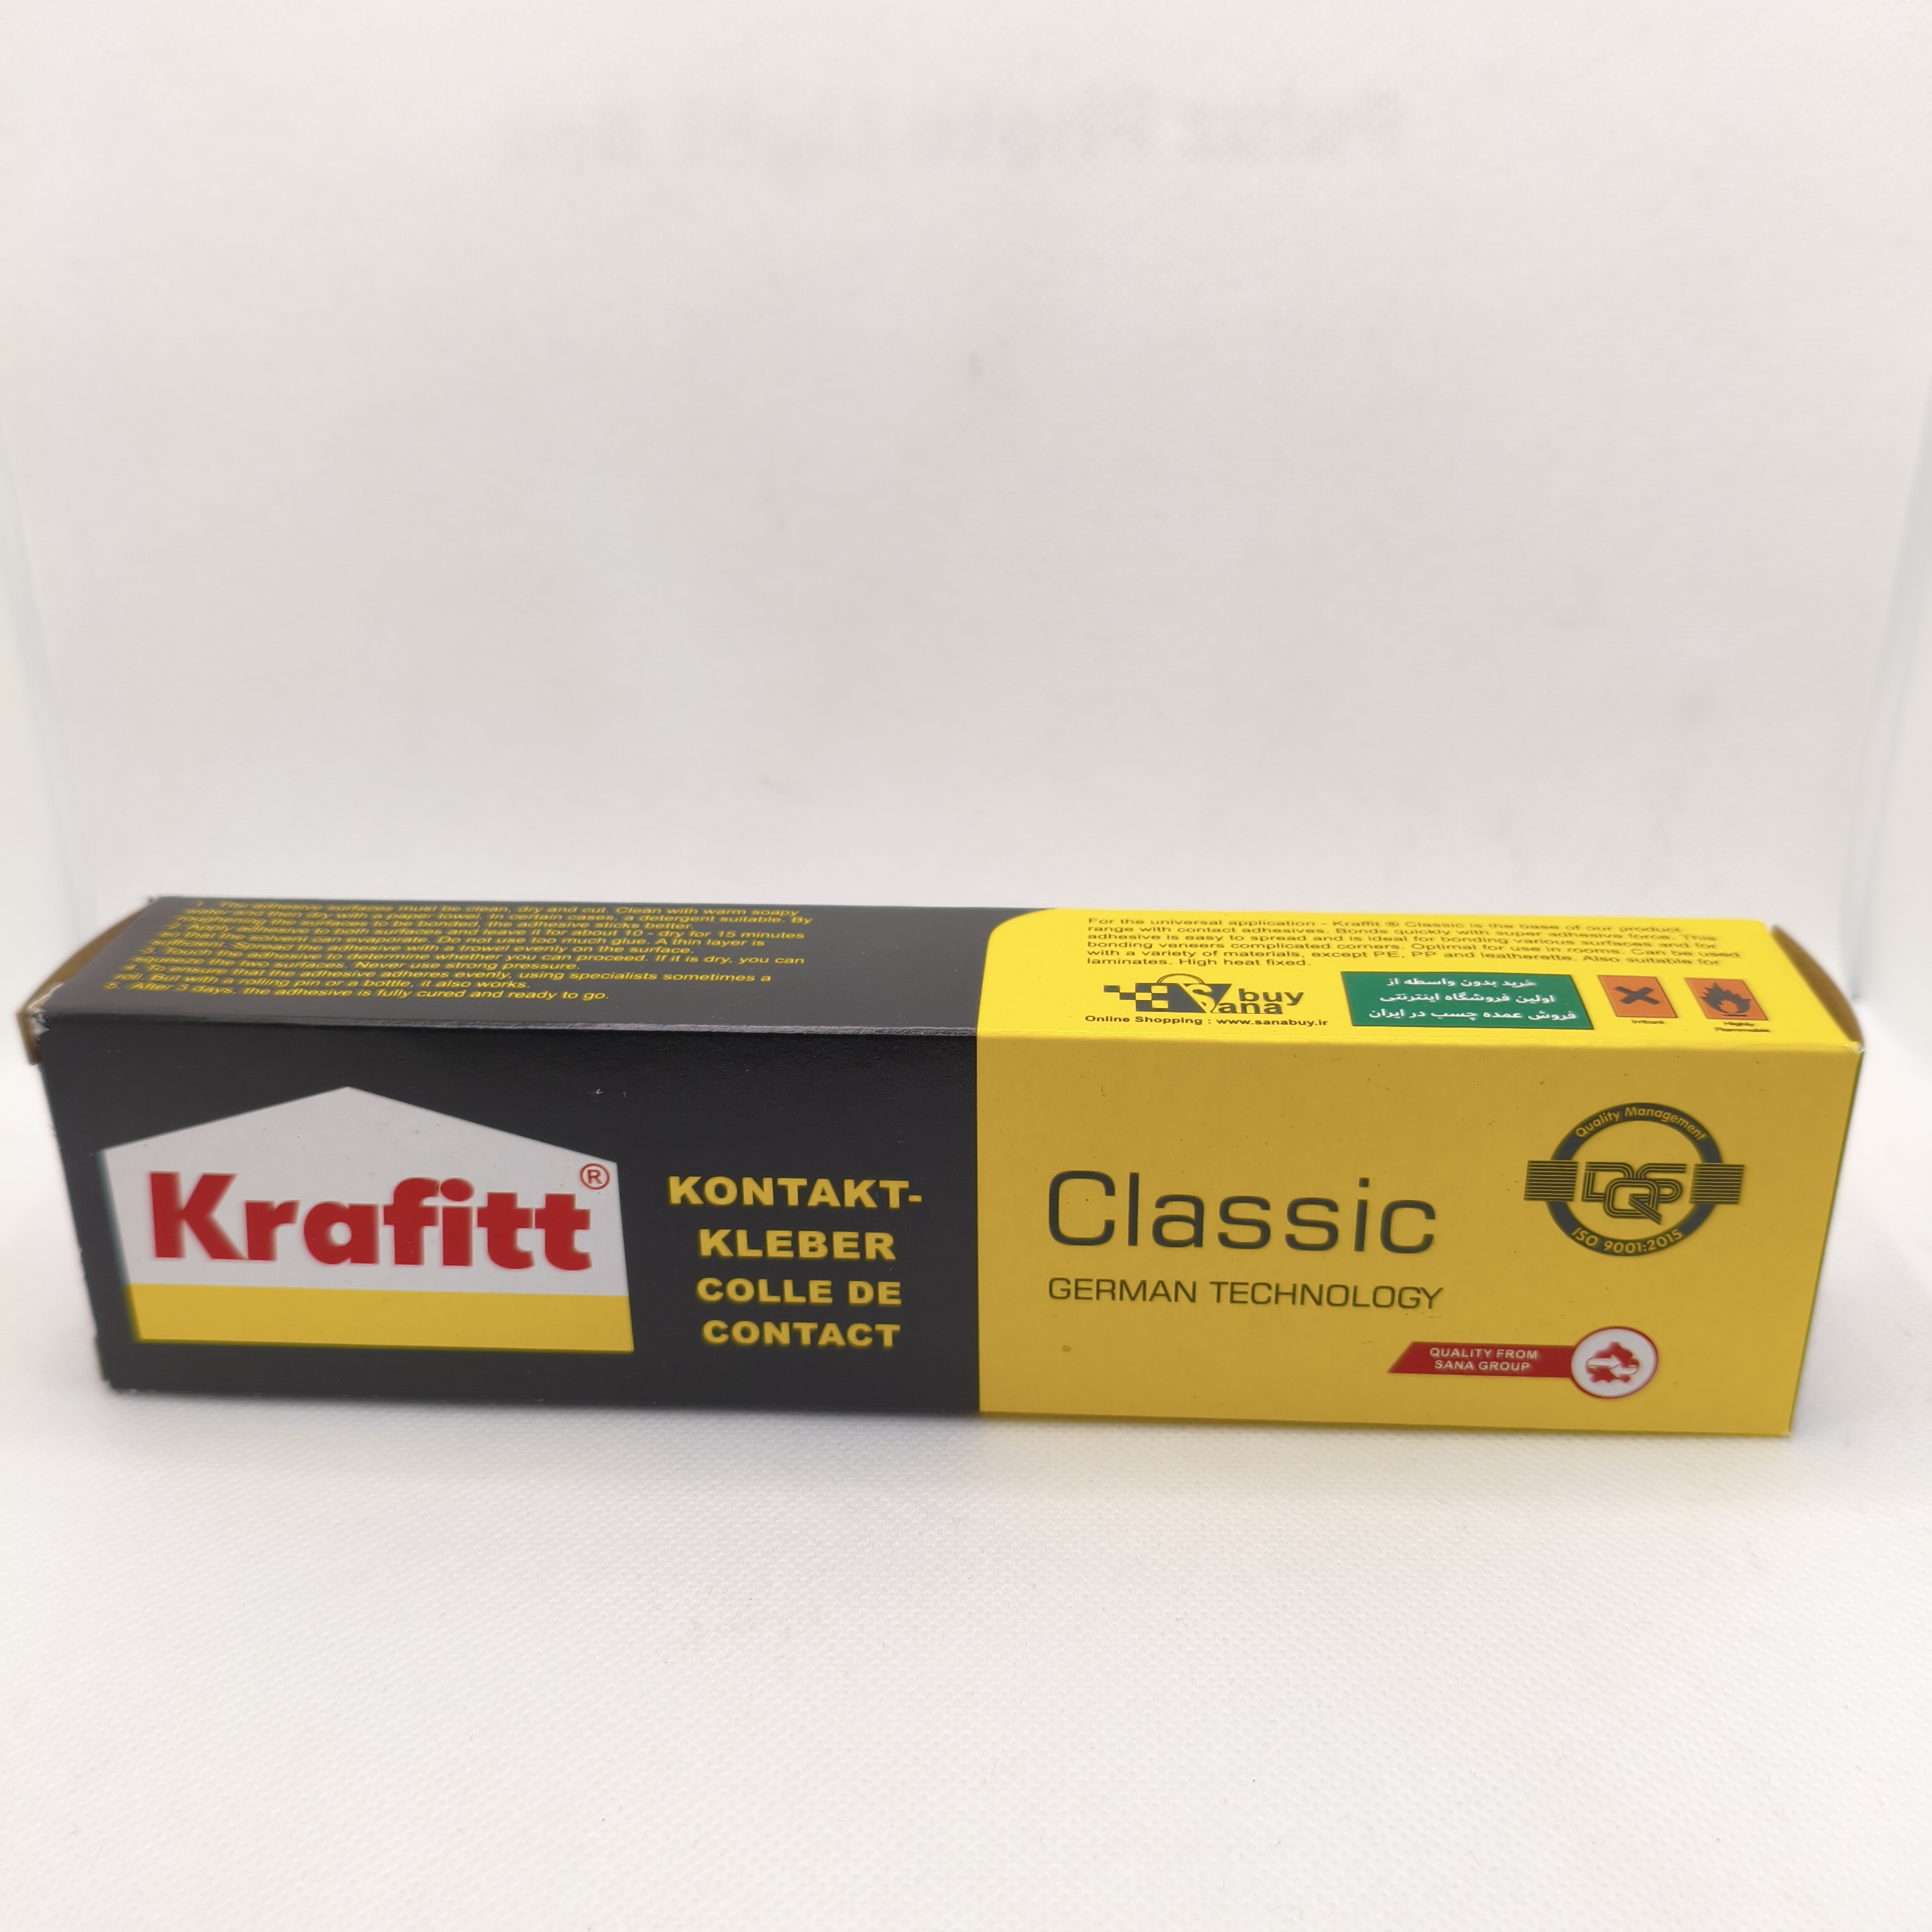 1. The adhesive surfaces must be clean, dry and cut. Clean with warm soapy
water and then dry with a paper towel. In certain cases, a detergent suitable. By
roughening the surfaces to be bonded, the adhesive sticks better.
2. Apply adhesive to both surfaces and leave it for about 10 - dry for 15 minutes
so that the solvent can evaporate. Do not use too much glue. A thin layer is
sufficient. Spread the adhesive with a trowel evenly on the surface.
3. Touch the adhesive to determine whether you can proceed. If it is dry, you can
squeeze the two surfaces. Never use strong pressure.
4. To ensure that the adhesive adheres evenly, using specialists sometimes a
roll. But with a rolling pin or a bottle, it also works.
5. After 3 days, the adhesive is fully cured and ready to go.
For the universal application - Krafitt ® Classic is the base of our product
range with contact adhesives. Bonds quickly with super adhesive force. This
adhesive is easy to spread and is ideal for bonding various surfaces and for
bonding veneers complicated corners. Optimal for use in rooms. Can be used
with a variety of materials, except PE, PP and leatherette. Also suitable for
laminates. High heat fixed.
Sana buy
Online Shopping : www.sanabuy.ir
خرید بدون واسطه از
اولین فروشگاه اینترنتی
فروش عمده چسب در ایران
Irritant
Highly
Flammable
Krafitt®
KONTAKT-
KLEBER
COLLE DE
CONTACT
Classic
GERMAN TECHNOLOGY
Quality Management
DQS
ISO 9001:2015
QUALITY FROM
SANA GROUP